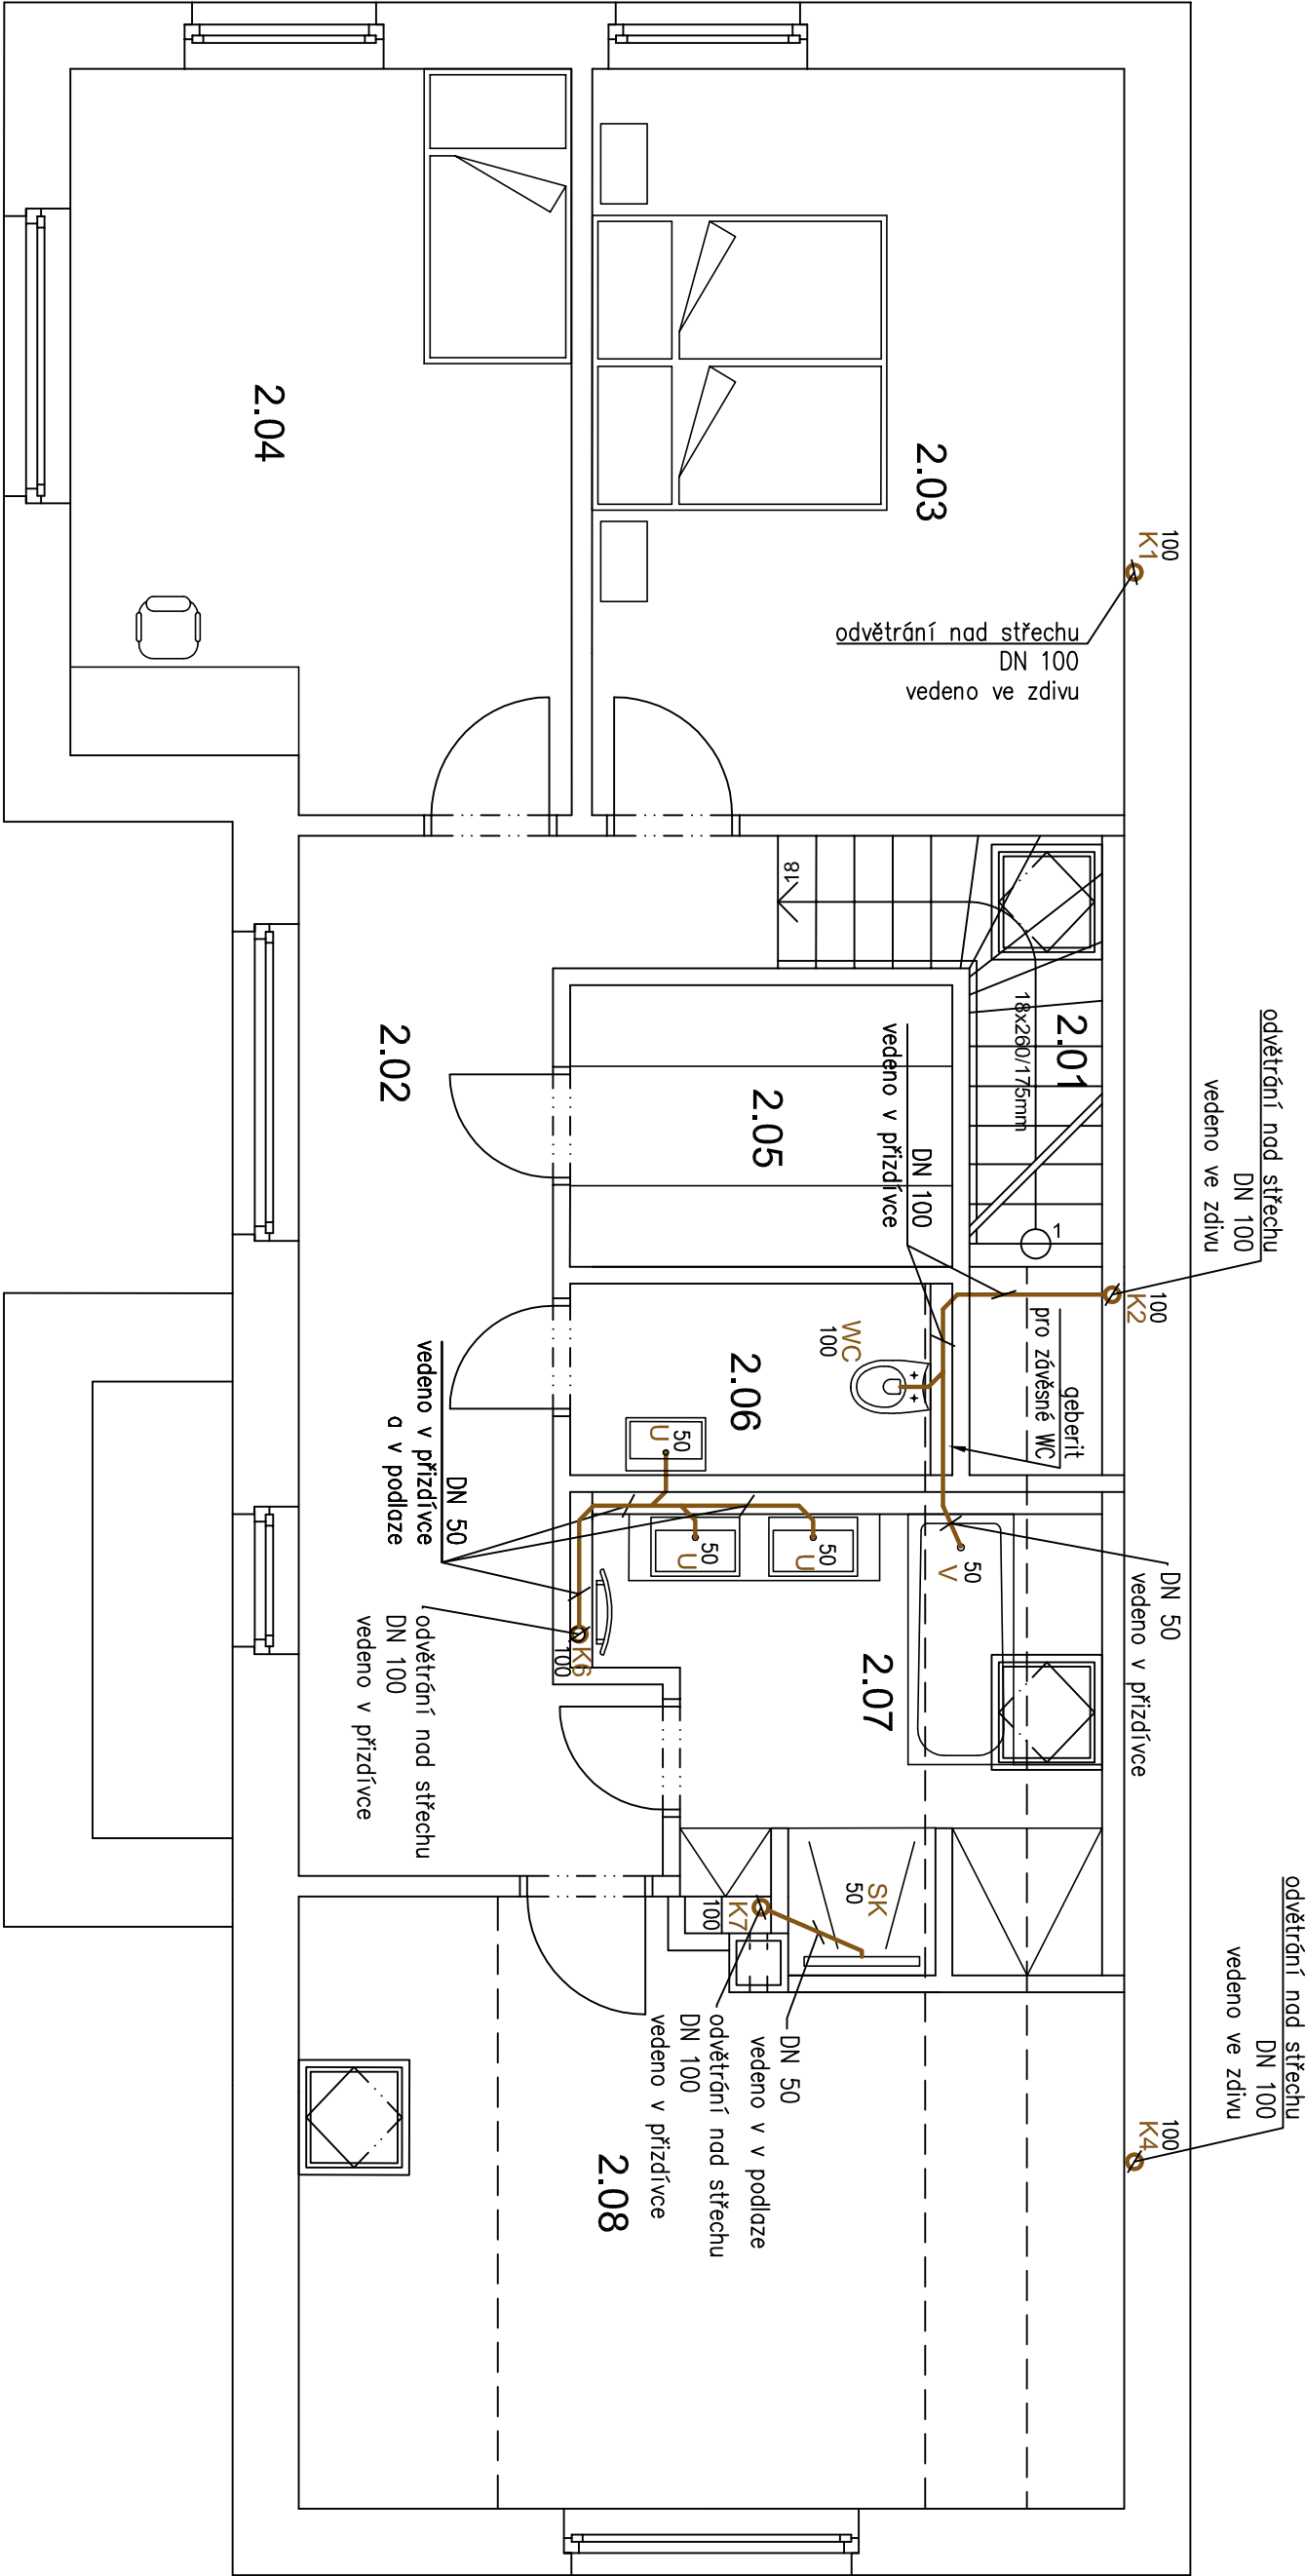 2.04
2.03
100
K1
odvětrání nad střechu
DN 100
vedeno ve zdivu
18
18x260/175mm
2.01
1
odvětrání nad střechu
DN 100
vedeno ve zdivu
100
K2
2.02
2.05
DN 100
vedeno v přizdívce
geberit
pro závěsné WC
WC
100
2.06
50
U
DN 50
vedeno v přizdívce
a v podlaze
50
U
50
U
50
V
DN 50
vedeno v přizdívce
2.07
K6
100
odvětrání nad střechu
DN 100
vedeno v přizdívce
SK
50
K7
100
DN 50
vedeno v v podlaze
odvětrání nad střechu
DN 100
vedeno v přizdívce
2.08
odvětrání nad střechu
DN 100
vedeno ve zdivu
100
K4